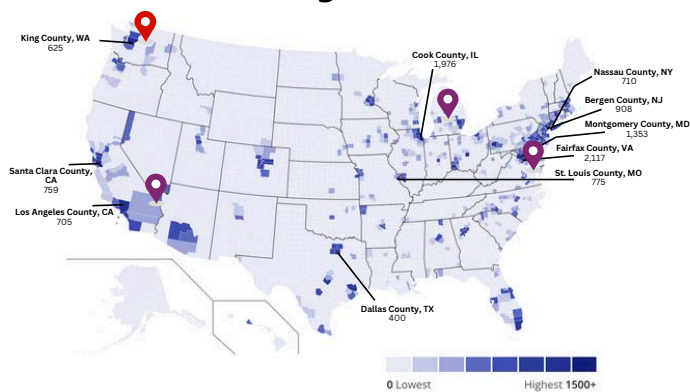 King County, WA
625
Cook County, IL
1,976
Nassau County, NY
710
Bergen County, NJ
908
Montgomery County, MD
1,353
Fairfax County, VA
2,117
St. Louis County, MO
775
Santa Clara County,
CA
759
Los Angeles County, CA
705
Dallas County, TX
400
0 Lowest
Highest 1500+